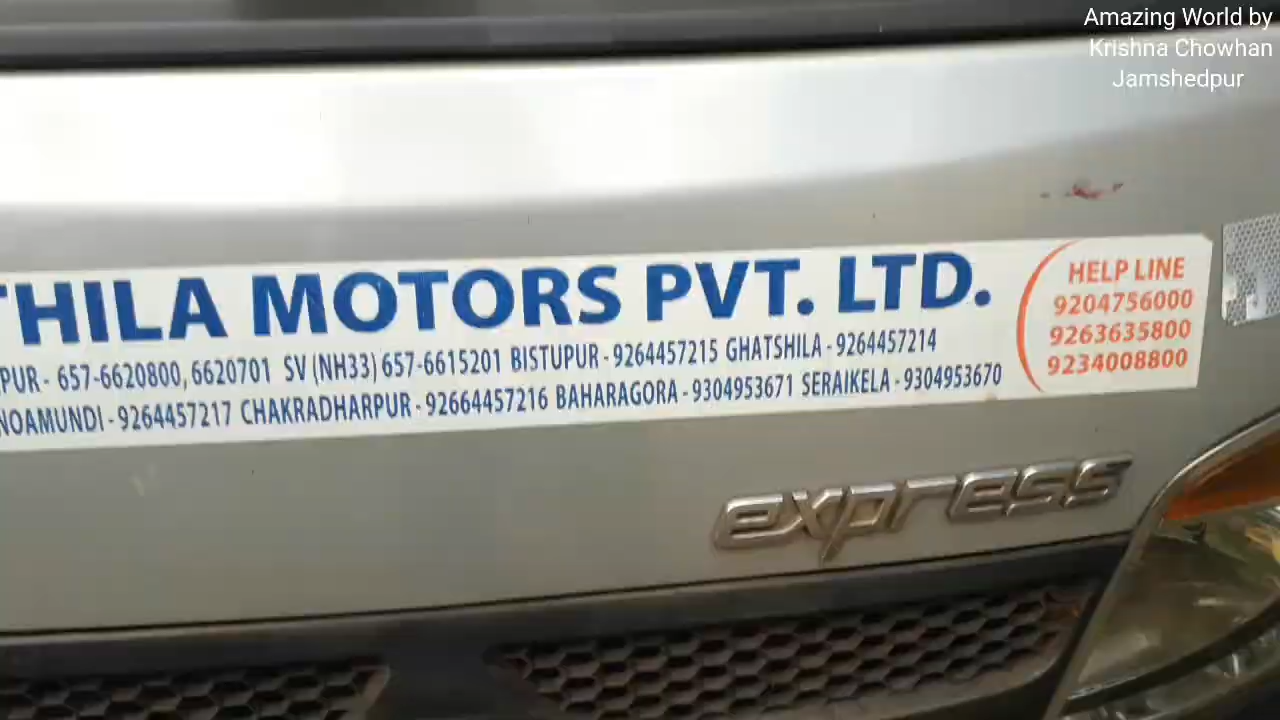 Amazing World by
Krishna Chowhan
Jamshedpur
THILA MOTORS PVT. LTD.
PUR - 657-6620800, 6620701 SV (NH33) 657-6615201 BISTUPUR - 9264457215 GHATSHILA - 9264457214
NOAMUNDI - 9264457217 CHAKRADHARPUR - 92664457216 BAHARAGORA - 9304953671 SERAIKELA - 9304953670
HELP LINE
9204756000
9263635800
9234008800
express